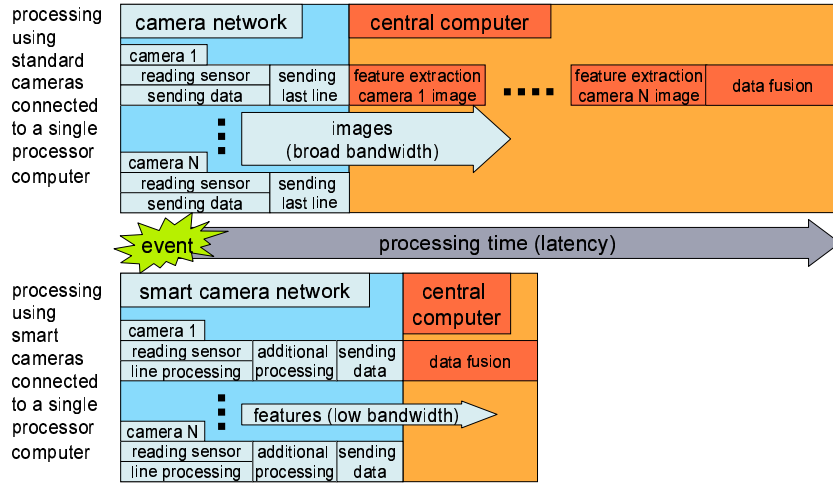 processing
using
standard
cameras
connected
to a single
processor
computer
camera network
central computer
camera 1
reading sensor
sending data
sending
last line
feature extraction
camera 1 image
feature extraction
camera N image
data fusion
images
(broad bandwidth)
camera N
reading sensor
sending data
sending
last line
event
processing time (latency)
processing
using
smart
cameras
connected
to a single
processor
computer
smart camera network
central
computer
camera 1
reading sensor
line processing
additional
processing
sending
data
data fusion
features (low bandwidth)
camera N
reading sensor
line processing
additional
processing
sending
data